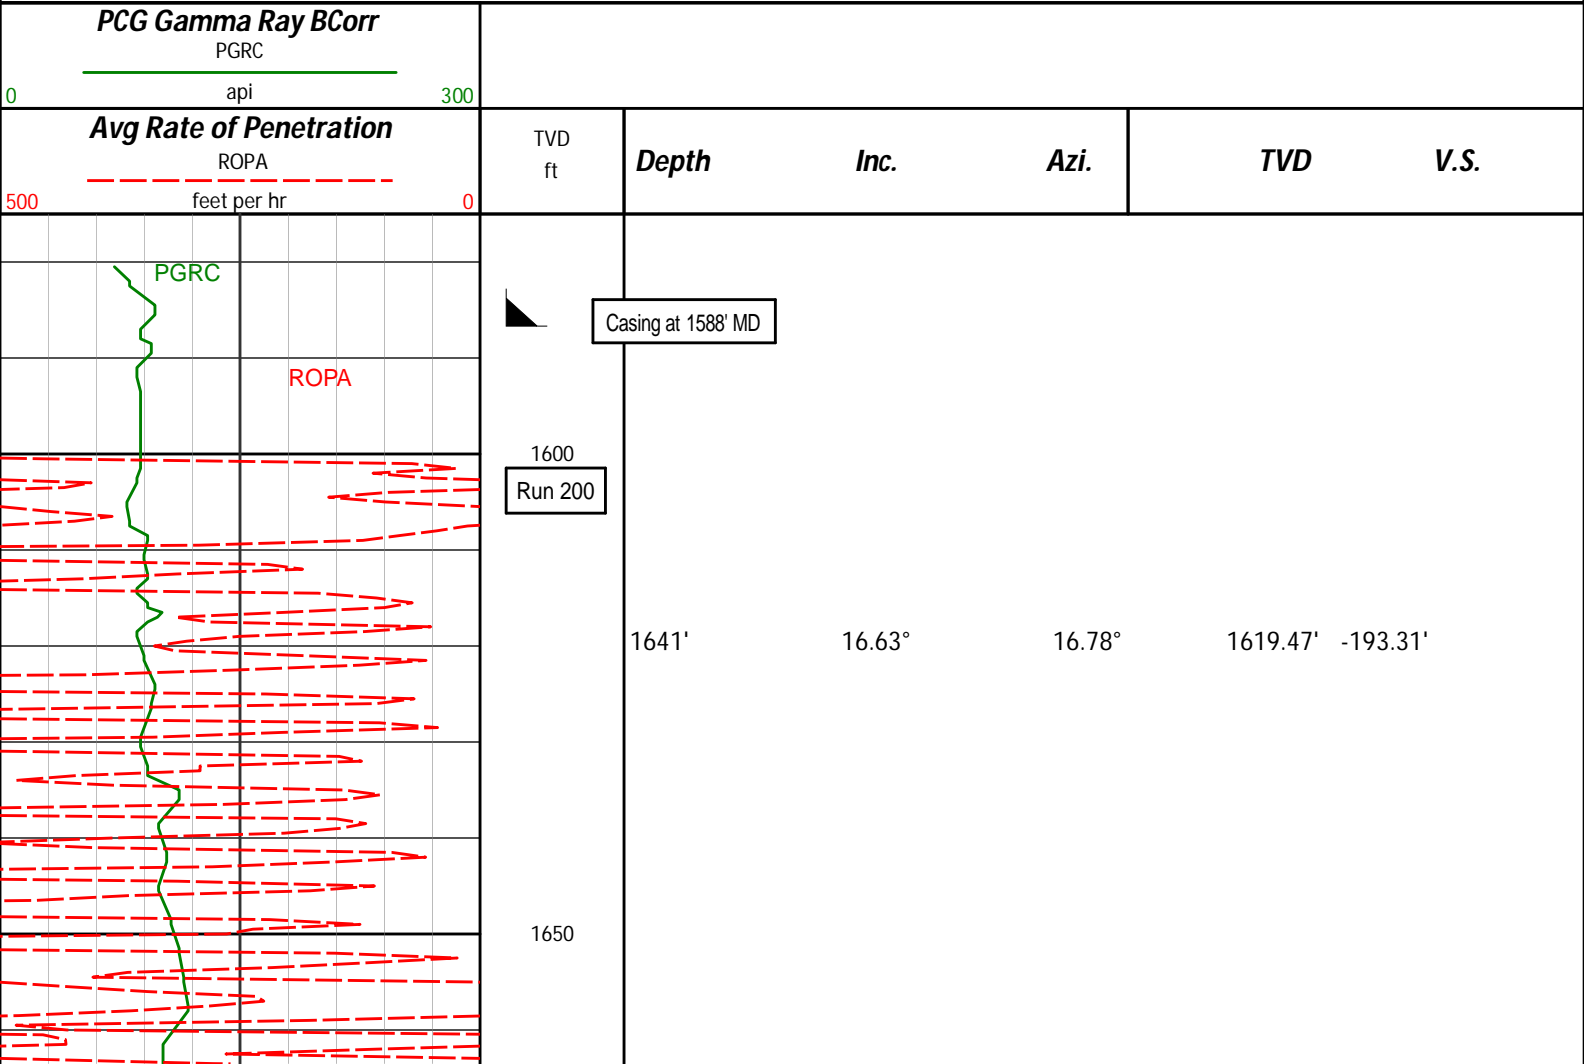 PCG Gamma Ray BCorr
PGRC
0 api 300
Avg Rate of Penetration
ROPA
500 feet per hr 0
TVD
ft
Depth Inc. Azi. TVD V.S.
PGRC
Casing at 1588' MD
ROPA
1600
Run 200
1641' 16.63° 16.78° 1619.47' -193.31'
1650